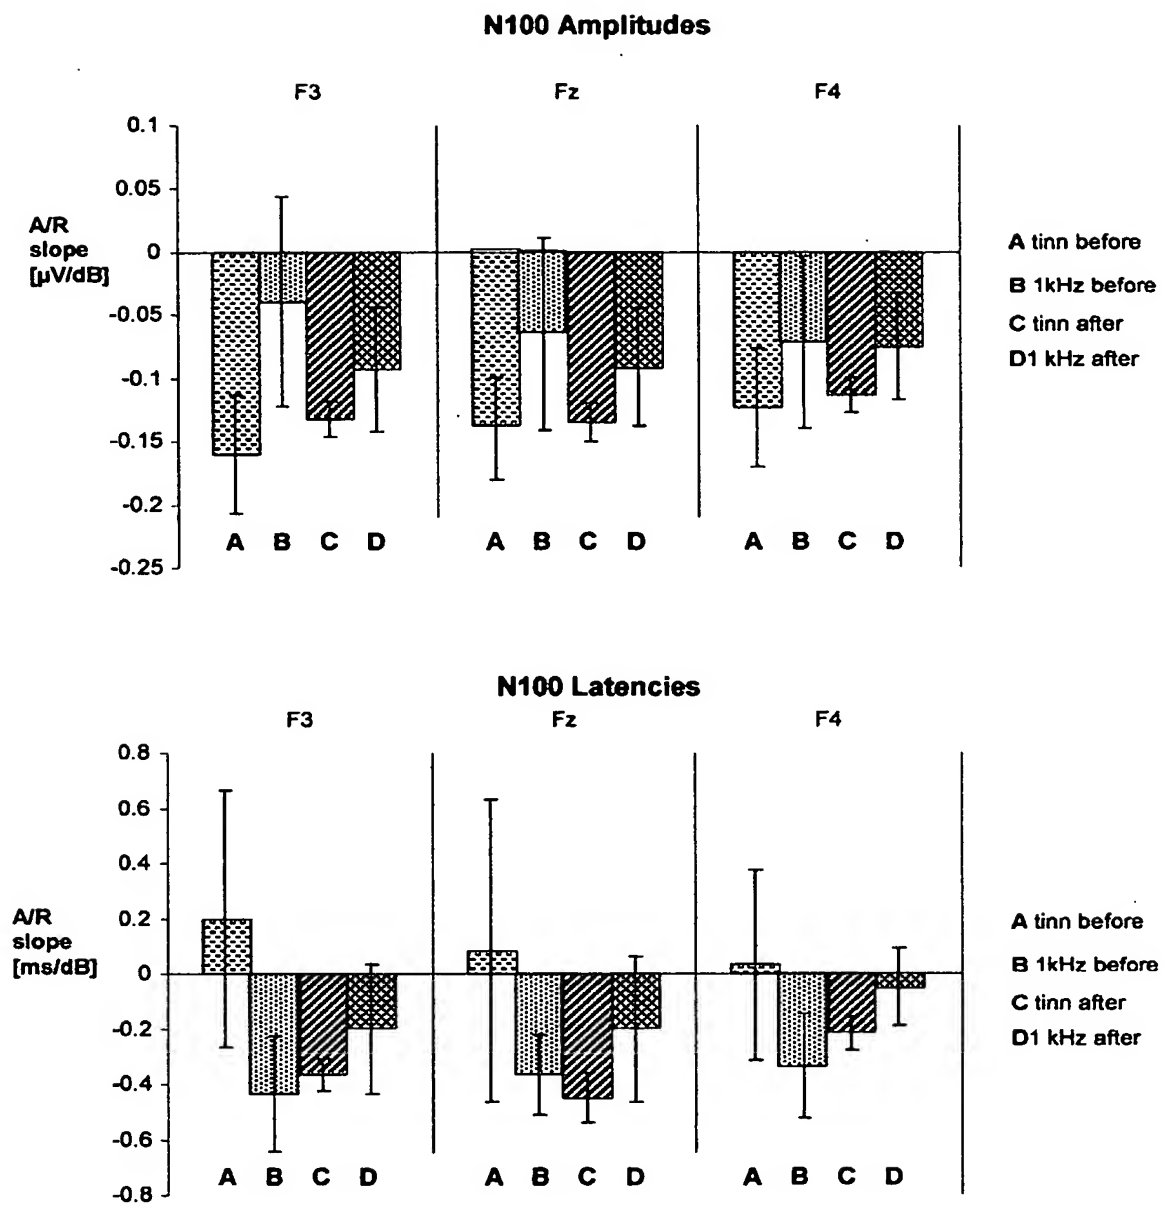 N100 Amplitudes
F3 Fz F4
0.1
0.05
A/R
slope
[µV/dB]
0
-0.05
-0.1
-0.15
-0.2
-0.25
A B C D A B C D A B C D
A tinn before
B 1kHz before
C tinn after
D1 kHz after
N100 Latencies
F3 Fz F4
0.8
0.6
0.4
0.2
A/R
slope
[ms/dB]
0
-0.2
-0.4
-0.6
-0.8
A B C D A B C D A B C D
A tinn before
B 1kHz before
C tinn after
D1 kHz after